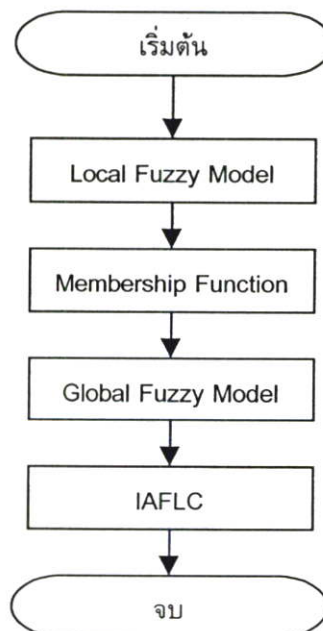 เริ่มต้น
Local Fuzzy Model
Membership Function
Global Fuzzy Model
IAFLC
จบ